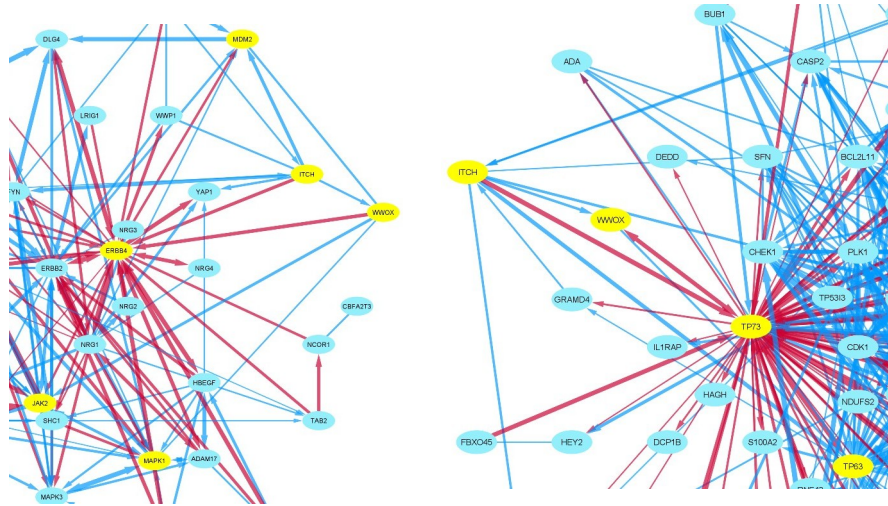 DLG4
MDM2
LRIG1
WWP1
ITCH
FYN
YAP1
WWOX
NRG3
ERBB4
ERBB2
NRG4
NRG2
CBFA2T3
NRG1
NCOR1
HBEGF
JAK2
SHC1
TAB2
MAPK1
ADAM17
MAPK3
BUB1
ADA
CASP2
ITCH
DEDD
SFN
BCL2L11
WWOX
CHEK1
PLK1
GRAMD4
TP53I3
TP73
IL1RAP
CDK1
HAGH
NDUFS2
FBXO45
HEY2
DCP1B
S100A2
TP63